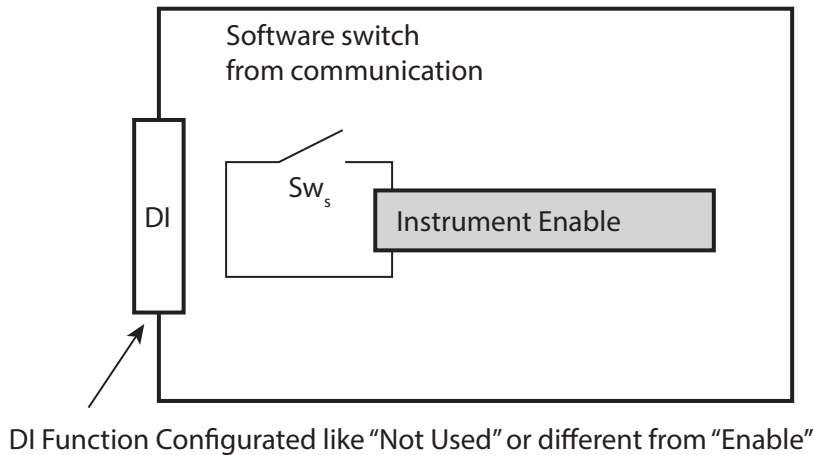 Software switch
from communication
Sws
DI
Instrument Enable
DI Function Configurated like “Not Used” or different from “Enable”